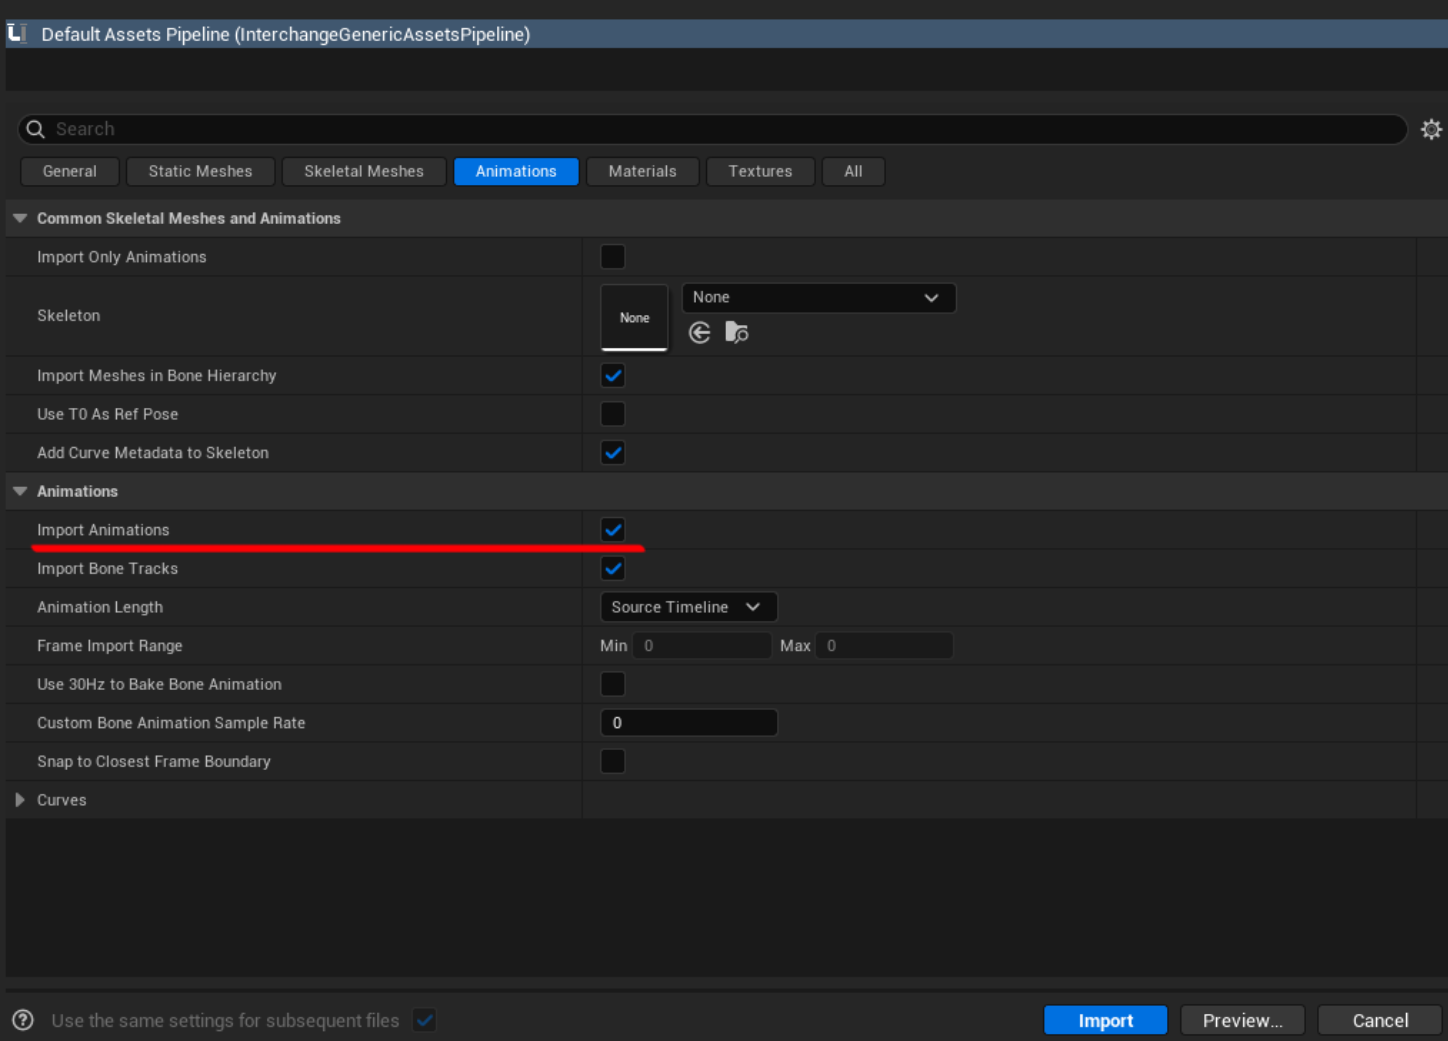 Default Assets Pipeline (InterchangeGenericAssetsPipeline)
Search
General Static Meshes Skeletal Meshes Animations Materials Textures All
Common Skeletal Meshes and Animations
Import Only Animations
Skeleton None None
Import Meshes in Bone Hierarchy
Use T0 As Ref Pose
Add Curve Metadata to Skeleton
Animations
Import Animations
Import Bone Tracks
Animation Length Source Timeline
Frame Import Range Min 0 Max 0
Use 30Hz to Bake Bone Animation
Custom Bone Animation Sample Rate 0
Snap to Closest Frame Boundary
Curves
Use the same settings for subsequent files Import Preview... Cancel